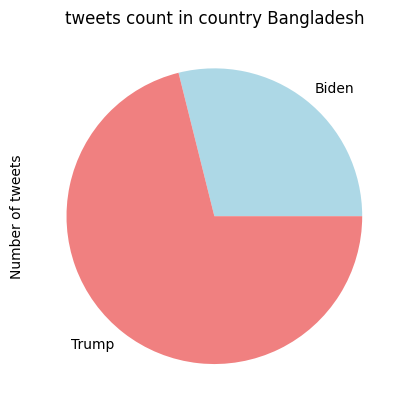 tweets count in country Bangladesh
Biden
Number of tweets
Trump